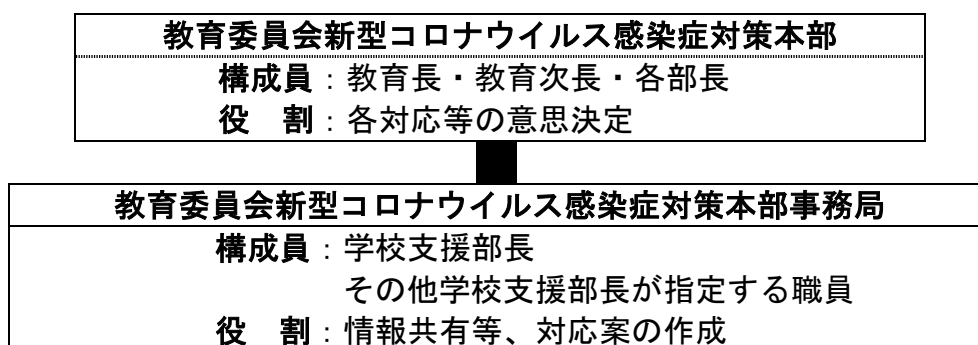 教育委員会新型コロナウイルス感染症対策本部
構成員：教育長・教育次長・各部長
役　割：各対応等の意思決定
教育委員会新型コロナウイルス感染症対策本部事務局
構成員：学校支援部長
その他学校支援部長が指定する職員
役　割：情報共有等、対応案の作成